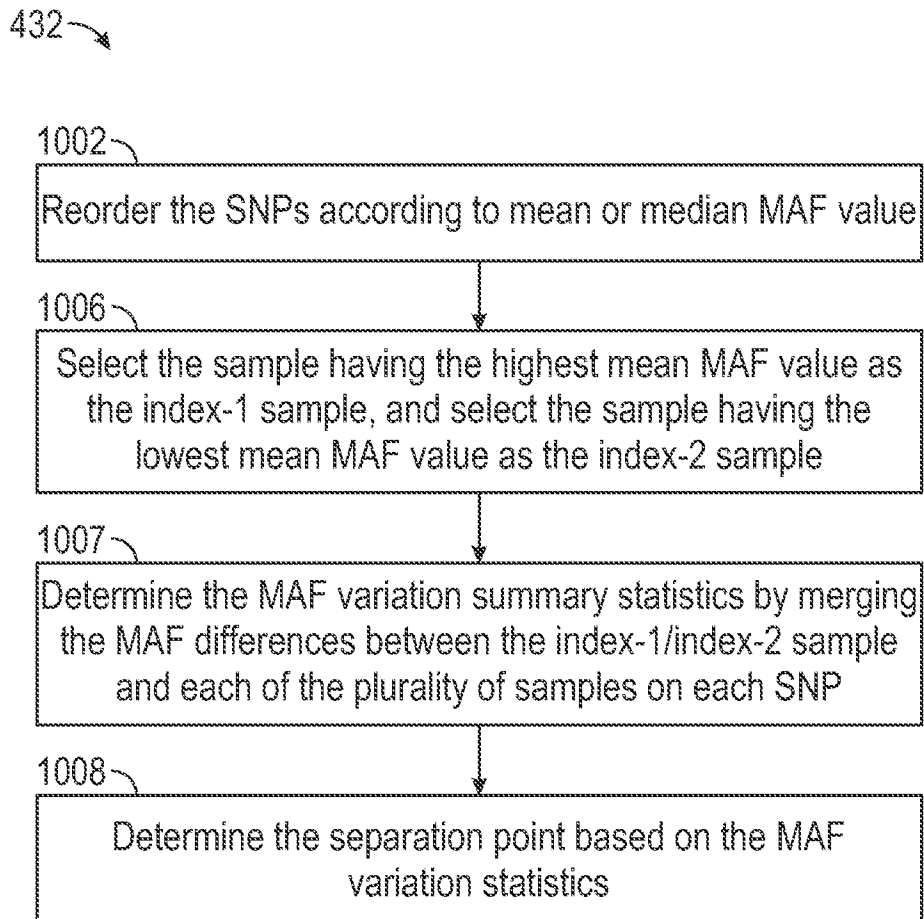 432
1002
Reorder the SNPs according to mean or median MAF value
1006
Select the sample having the highest mean MAF value as
the index-1 sample, and select the sample having the
lowest mean MAF value as the index-2 sample
1007
Determine the MAF variation summary statistics by merging
the MAF differences between the index-1/index-2 sample
and each of the plurality of samples on each SNP
1008
Determine the separation point based on the MAF
variation statistics